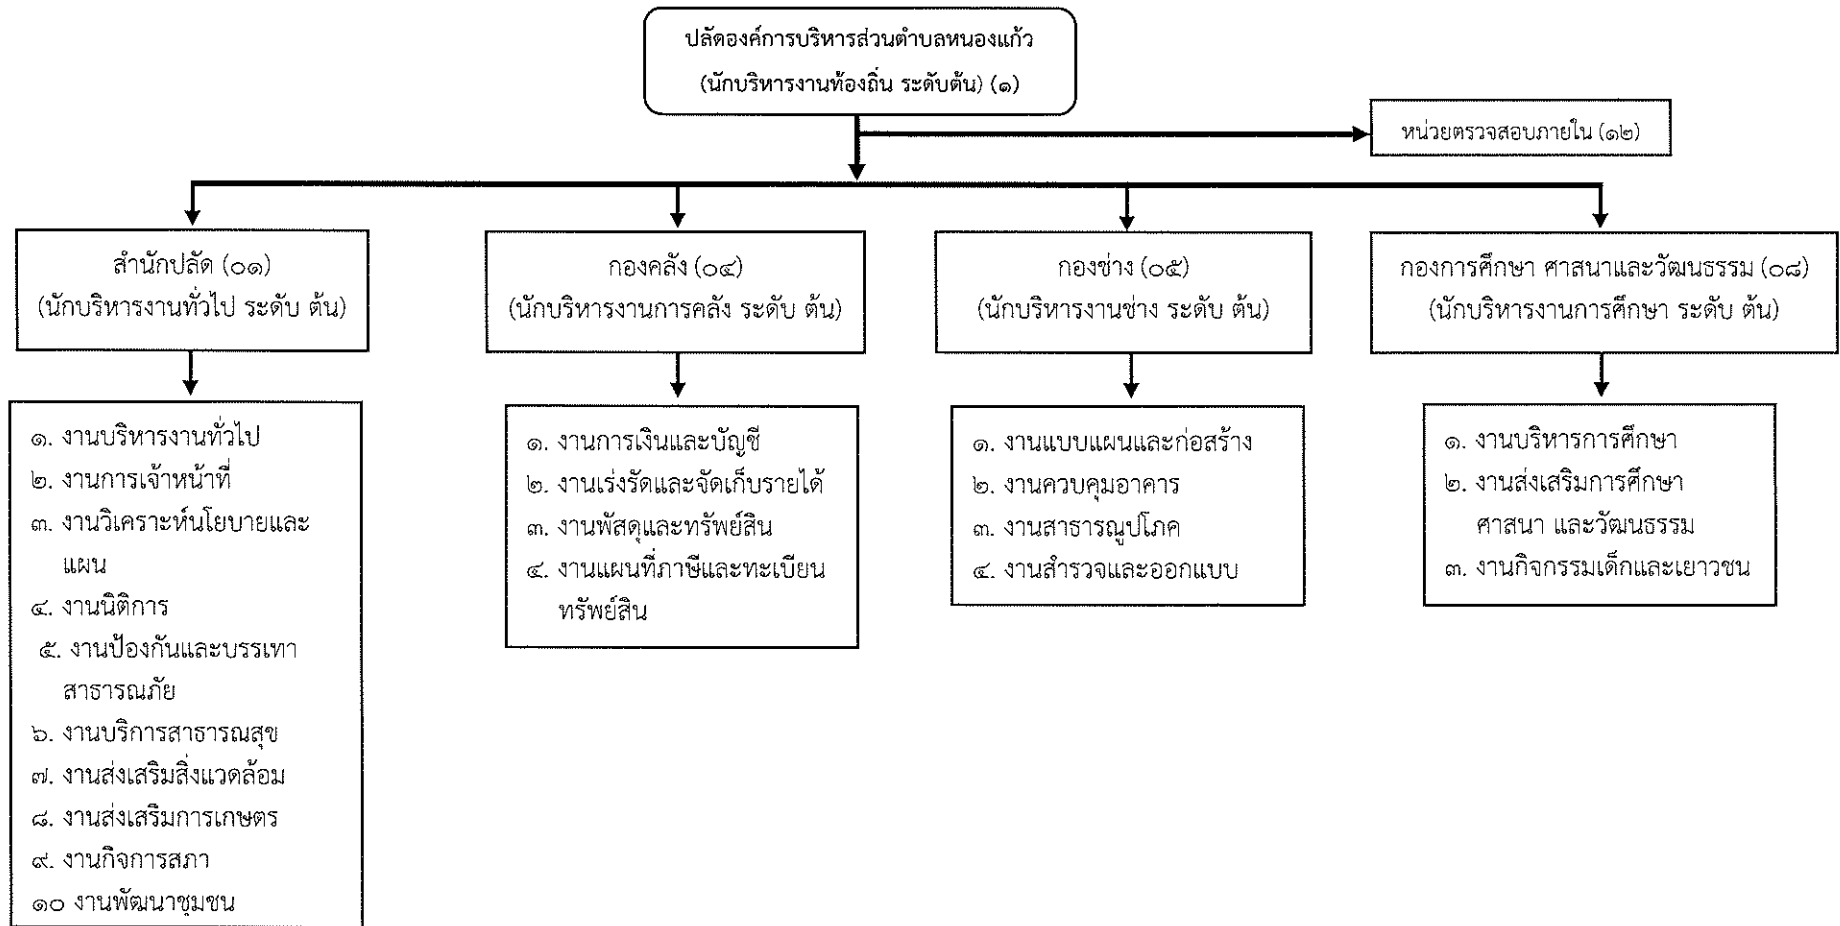 ปลัดองค์การบริหารส่วนตำบลหนองแก้ว
(นักบริหารงานท้องถิ่น ระดับต้น) (๑)
หน่วยตรวจสอบภายใน (๑๒)
สำนักปลัด (๐๑)
(นักบริหารงานทั่วไป ระดับ ต้น)
กองคลัง (๐๔)
(นักบริหารงานการคลัง ระดับ ต้น)
กองช่าง (๐๕)
(นักบริหารงานช่าง ระดับ ต้น)
กองการศึกษา ศาสนาและวัฒนธรรม (๐๘)
(นักบริหารงานการศึกษา ระดับ ต้น)
๑. งานบริหารงานทั่วไป
๒. งานการเจ้าหน้าที่
๓. งานวิเคราะห์นโยบายและ
แผน
๔. งานนิติการ
๕. งานป้องกันและบรรเทา
สาธารณภัย
๖. งานบริการสาธารณสุข
๗. งานส่งเสริมสิ่งแวดล้อม
๘. งานส่งเสริมการเกษตร
๙. งานกิจการสภา
๑๐ งานพัฒนาชุมชน
๑. งานการเงินและบัญชี
๒. งานเร่งรัดและจัดเก็บรายได้
๓. งานพัสดุและทรัพย์สิน
๔. งานแผนที่ภาษีและทะเบียน
ทรัพย์สิน
๑. งานแบบแผนและก่อสร้าง
๒. งานควบคุมอาคาร
๓. งานสาธารณูปโภค
๔. งานสำรวจและออกแบบ
๑. งานบริหารการศึกษา
๒. งานส่งเสริมการศึกษา
ศาสนา และวัฒนธรรม
๓. งานกิจกรรมเด็กและเยาวชน